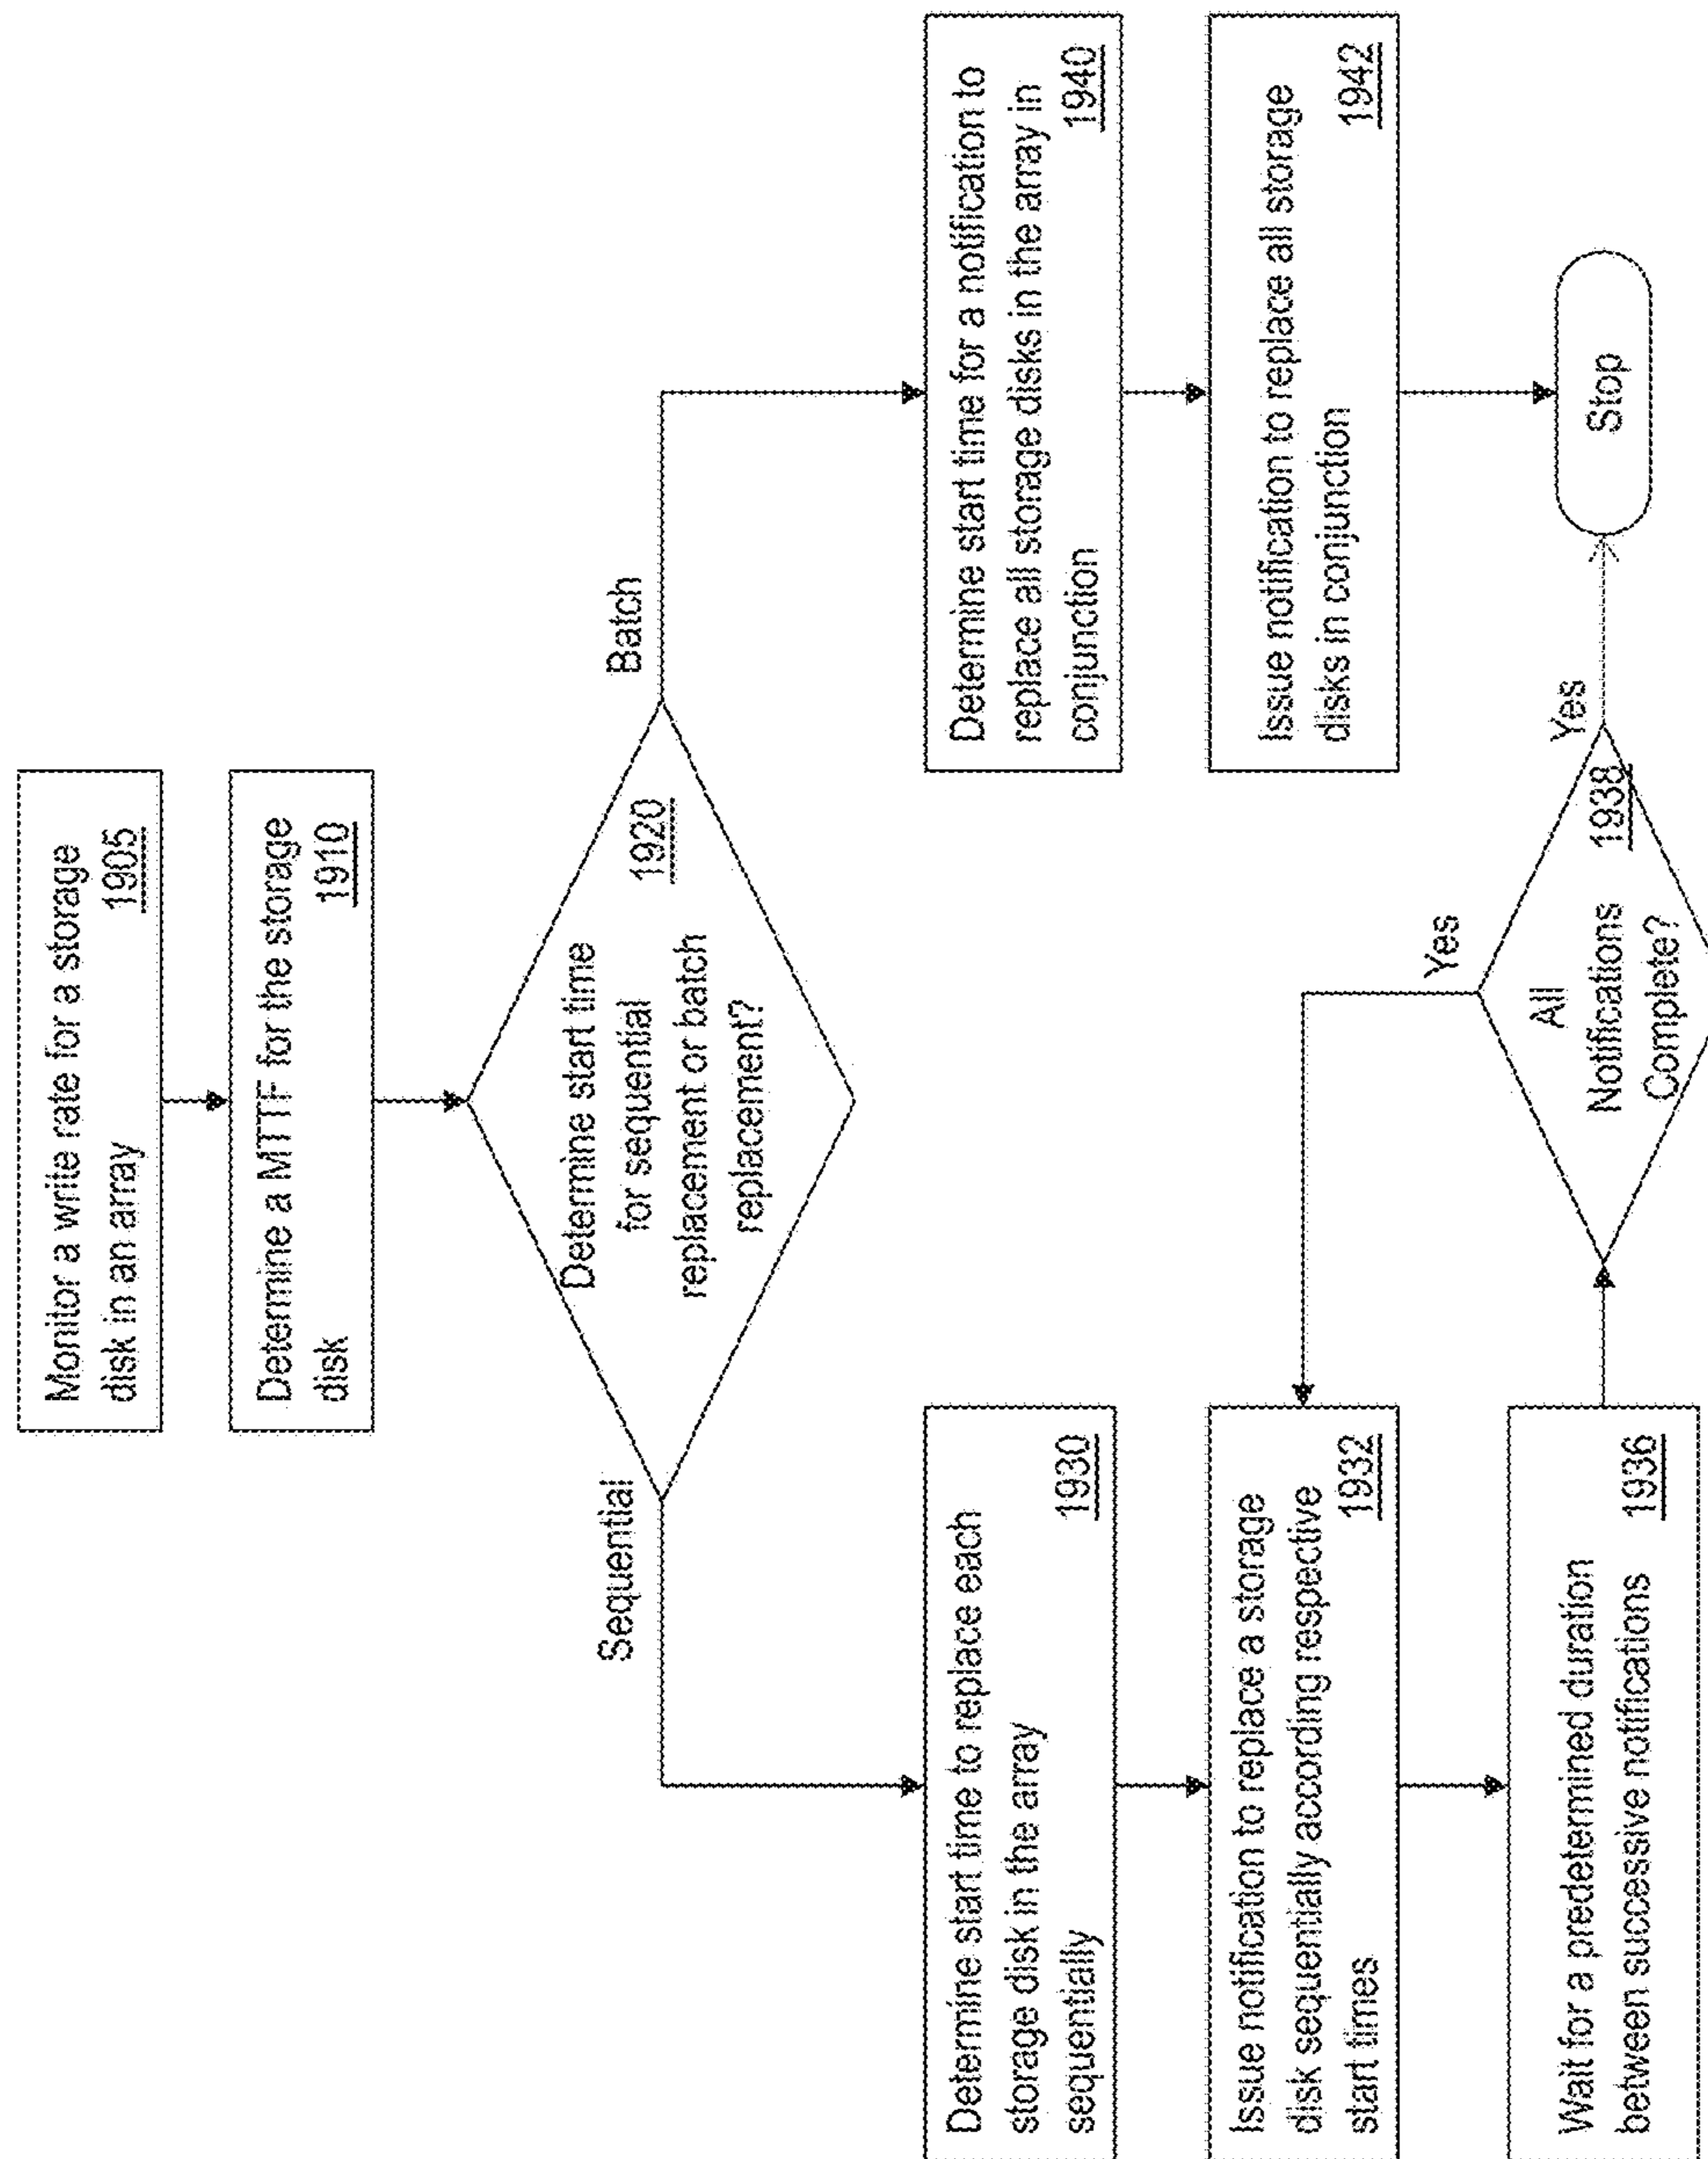 Monitor a write rate for a storage
disk in an array 1905
Determine a MTTF for the storage
disk 1910
Determine start time
for sequential 1920
replacement or batch
replacement?
Sequential
Batch
Determine start time to replace each
storage disk in the array
sequentially 1930
Determine start time for a notification to
replace all storage disks in the array in
conjunction 1940
Issue notification to replace a storage
disk sequentially according respective
start times 1932
Issue notification to replace all storage
disks in conjunction 1942
Wait for a predetermined duration
between successive notifications
1936
Yes
All
Notifications 1938
Complete?
Yes
Stop